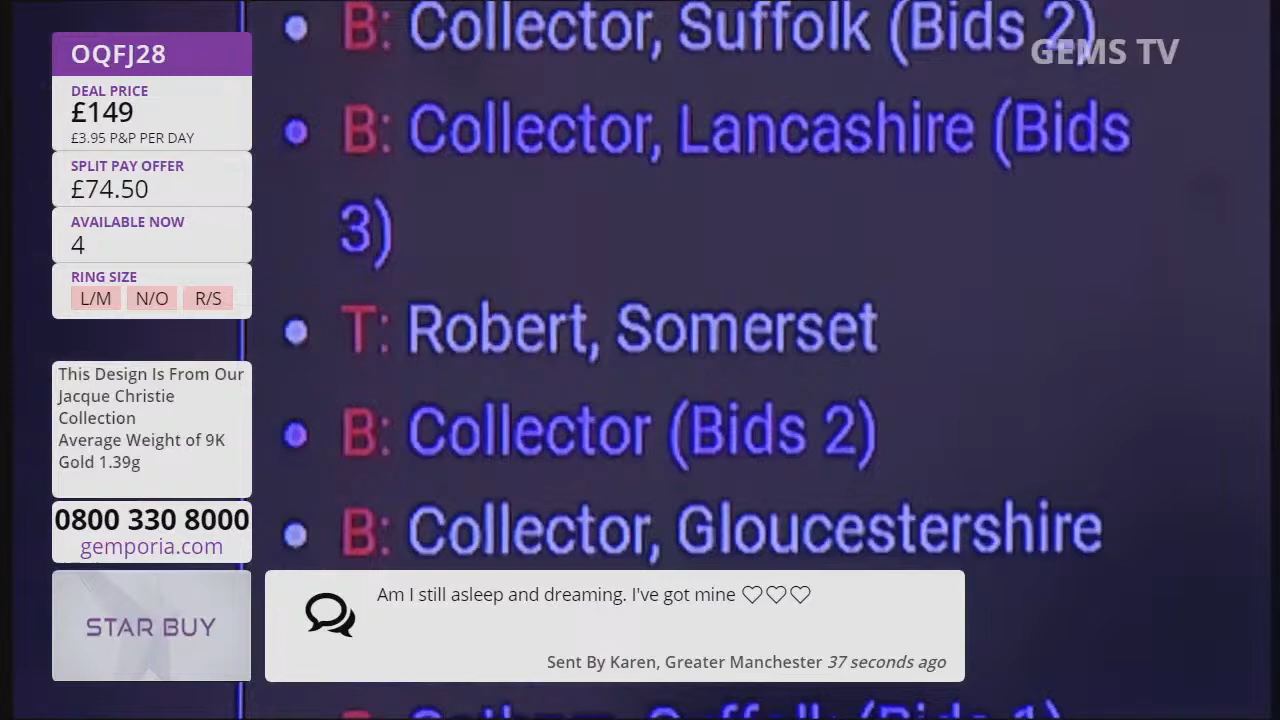 B: Collector, Suffolk (Bids 2)
GEMS TV
B: Collector, Lancashire (Bids
3)
T: Robert, Somerset
B: Collector (Bids 2)
B: Collector, Gloucestershire
OQFJ28
DEAL PRICE
£149
£3.95 P&P PER DAY
SPLIT PAY OFFER
£74.50
AVAILABLE NOW
4
RING SIZE
L/M N/O R/S
This Design Is From Our
Jacque Christie
Collection
Average Weight of 9K
Gold 1.39g
0800 330 8000
gemporia.com
STAR BUY
Am I still asleep and dreaming. I've got mine ♡♡♡
Sent By Karen, Greater Manchester 37 seconds ago